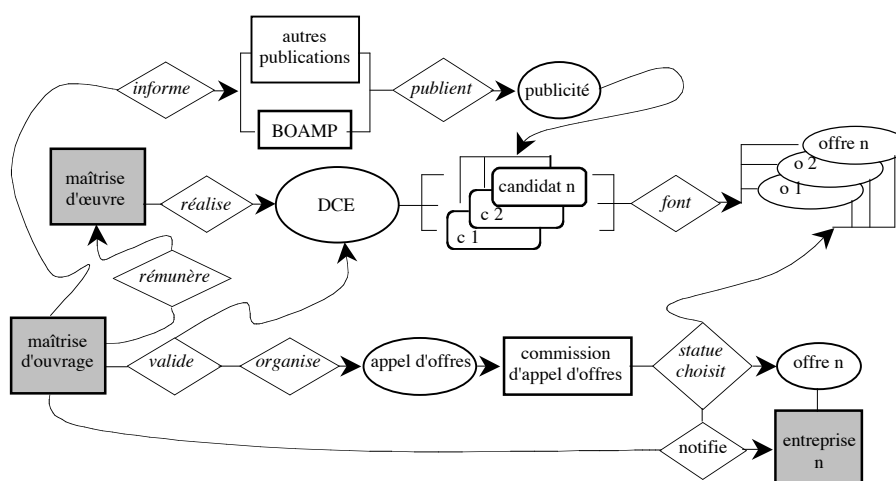 autres
publications
informe
publient
publicité
BOAMP
offre n
o 2
o 1
maîtrise
d'œuvre
réalise
DCE
candidat n
c 2
c 1
font
rémunère
maîtrise
d'ouvrage
valide
organise
appel d'offres
commission
d'appel d'offres
statue
choisit
offre n
notifie
entreprise
n